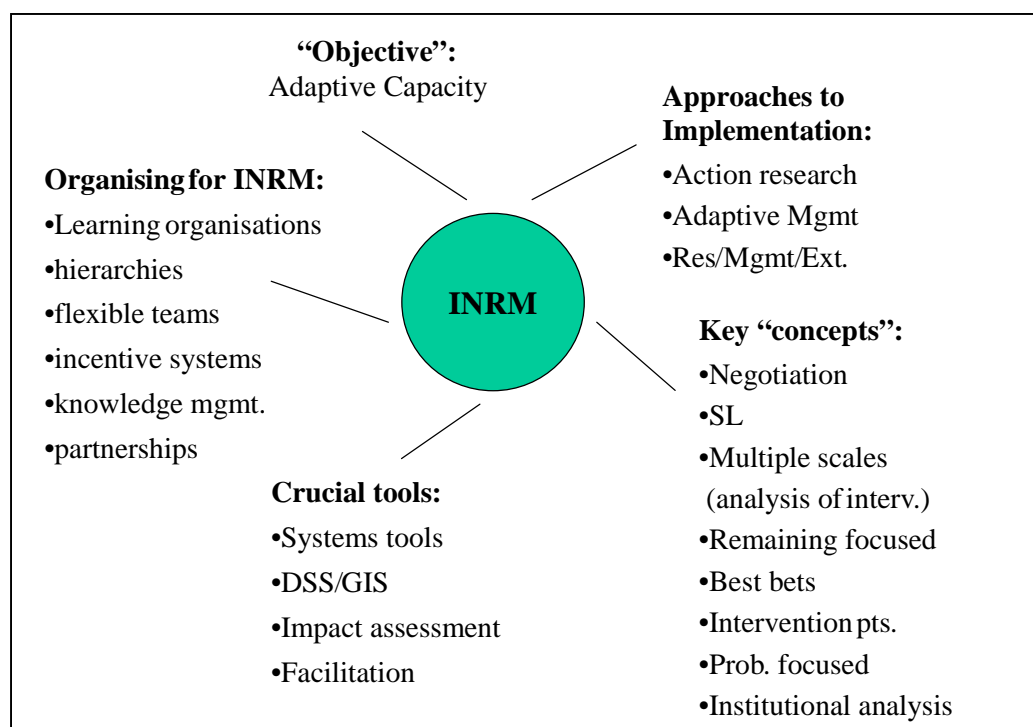 “Objective”:
Adaptive Capacity
Approaches to
Implementation:
•Action research
•Adaptive Mgmt
•Res/Mgmt/Ext.
Organising for INRM:
•Learning organisations
•hierarchies
•flexible teams
•incentive systems
•knowledge mgmt.
•partnerships
INRM
Key “concepts”:
•Negotiation
•SL
•Multiple scales
(analysis of interv.)
•Remaining focused
•Best bets
•Intervention pts.
•Prob. focused
•Institutional analysis
Crucial tools:
•Systems tools
•DSS/GIS
•Impact assessment
•Facilitation